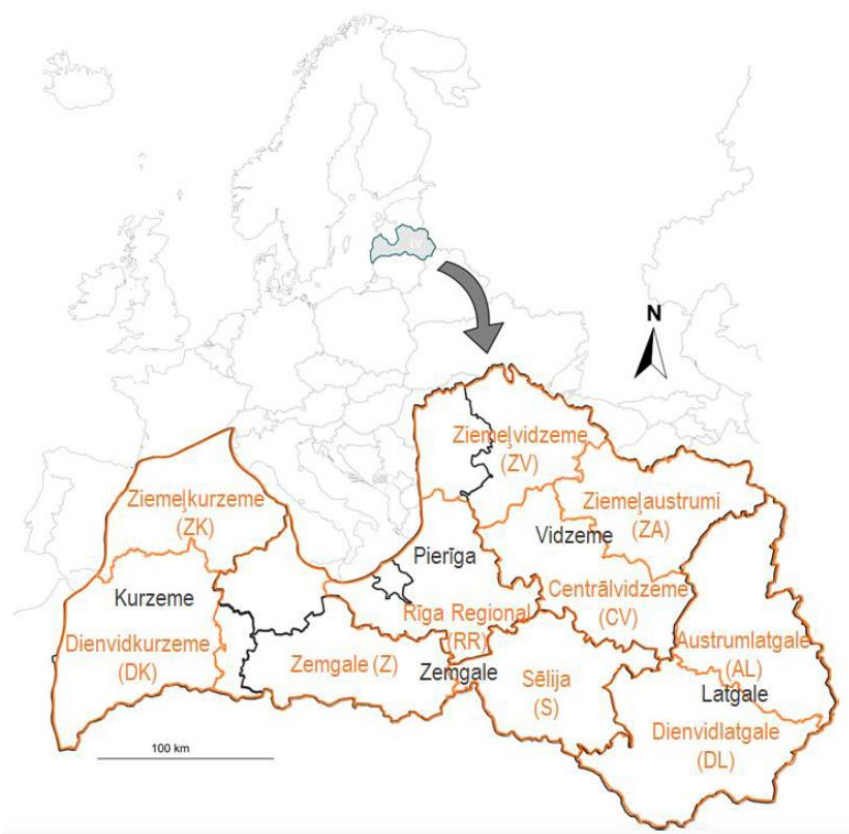 LV
N
Ziemeļvidzeme
(ZV)
Ziemeļkurzeme
(ZK)
Ziemeļaustrumi
(ZA)
Vidzeme
Pierīga
Kurzeme
Centrālvidzeme
(CV)
Rīga Regional
(RR)
Dienvidkurzeme
(DK)
Austrumlatgale
(AL)
Zemgale (Z)
Zemgale
Sēlija
(S)
Latgale
Dienvidlatgale
(DL)
100 km